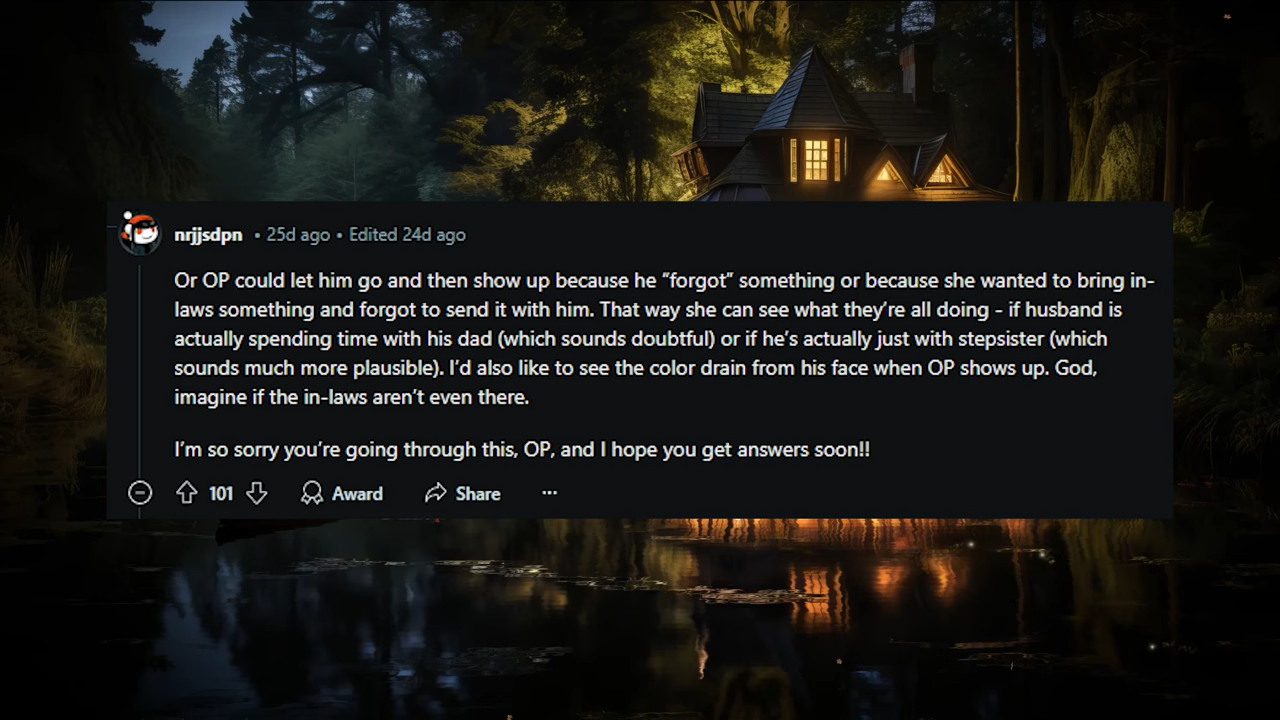 nrjjsdpn • 25d ago • Edited 24d ago
Or OP could let him go and then show up because he “forgot” something or because she wanted to bring in-
laws something and forgot to send it with him. That way she can see what they’re all doing - if husband is
actually spending time with his dad (which sounds doubtful) or if he’s actually just with stepsister (which
sounds much more plausible). I’d also like to see the color drain from his face when OP shows up. God,
imagine if the in-laws aren’t even there.
I’m so sorry you’re going through this, OP, and I hope you get answers soon!!
101 Award Share ···